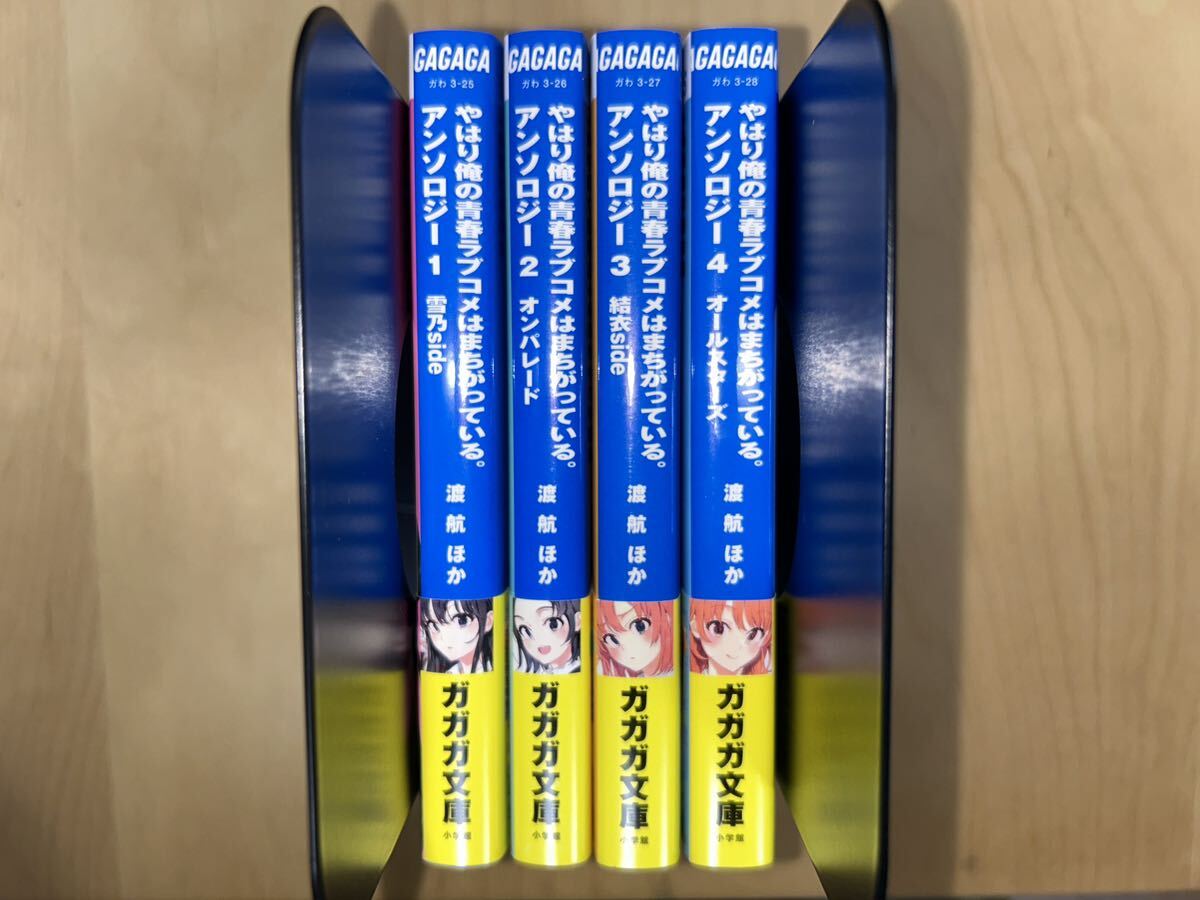 GAGAGA
ガわ 3-25
やはり俺の青春ラブコメはまちがっている。
アンソロジー 1 雪乃side
渡 航 ほか
ガガガ文庫
小学館
GAGAGA
ガわ 3-26
やはり俺の青春ラブコメはまちがっている。
アンソロジー 2 オンパレード
渡 航 ほか
ガガガ文庫
小学館
GAGAGA
ガわ 3-27
やはり俺の青春ラブコメはまちがっている。
アンソロジー 3 結衣side
渡 航 ほか
ガガガ文庫
小学館
GAGAGA
ガわ 3-28
やはり俺の青春ラブコメはまちがっている。
アンソロジー 4 オールスターズ
渡 航 ほか
ガガガ文庫
小学館